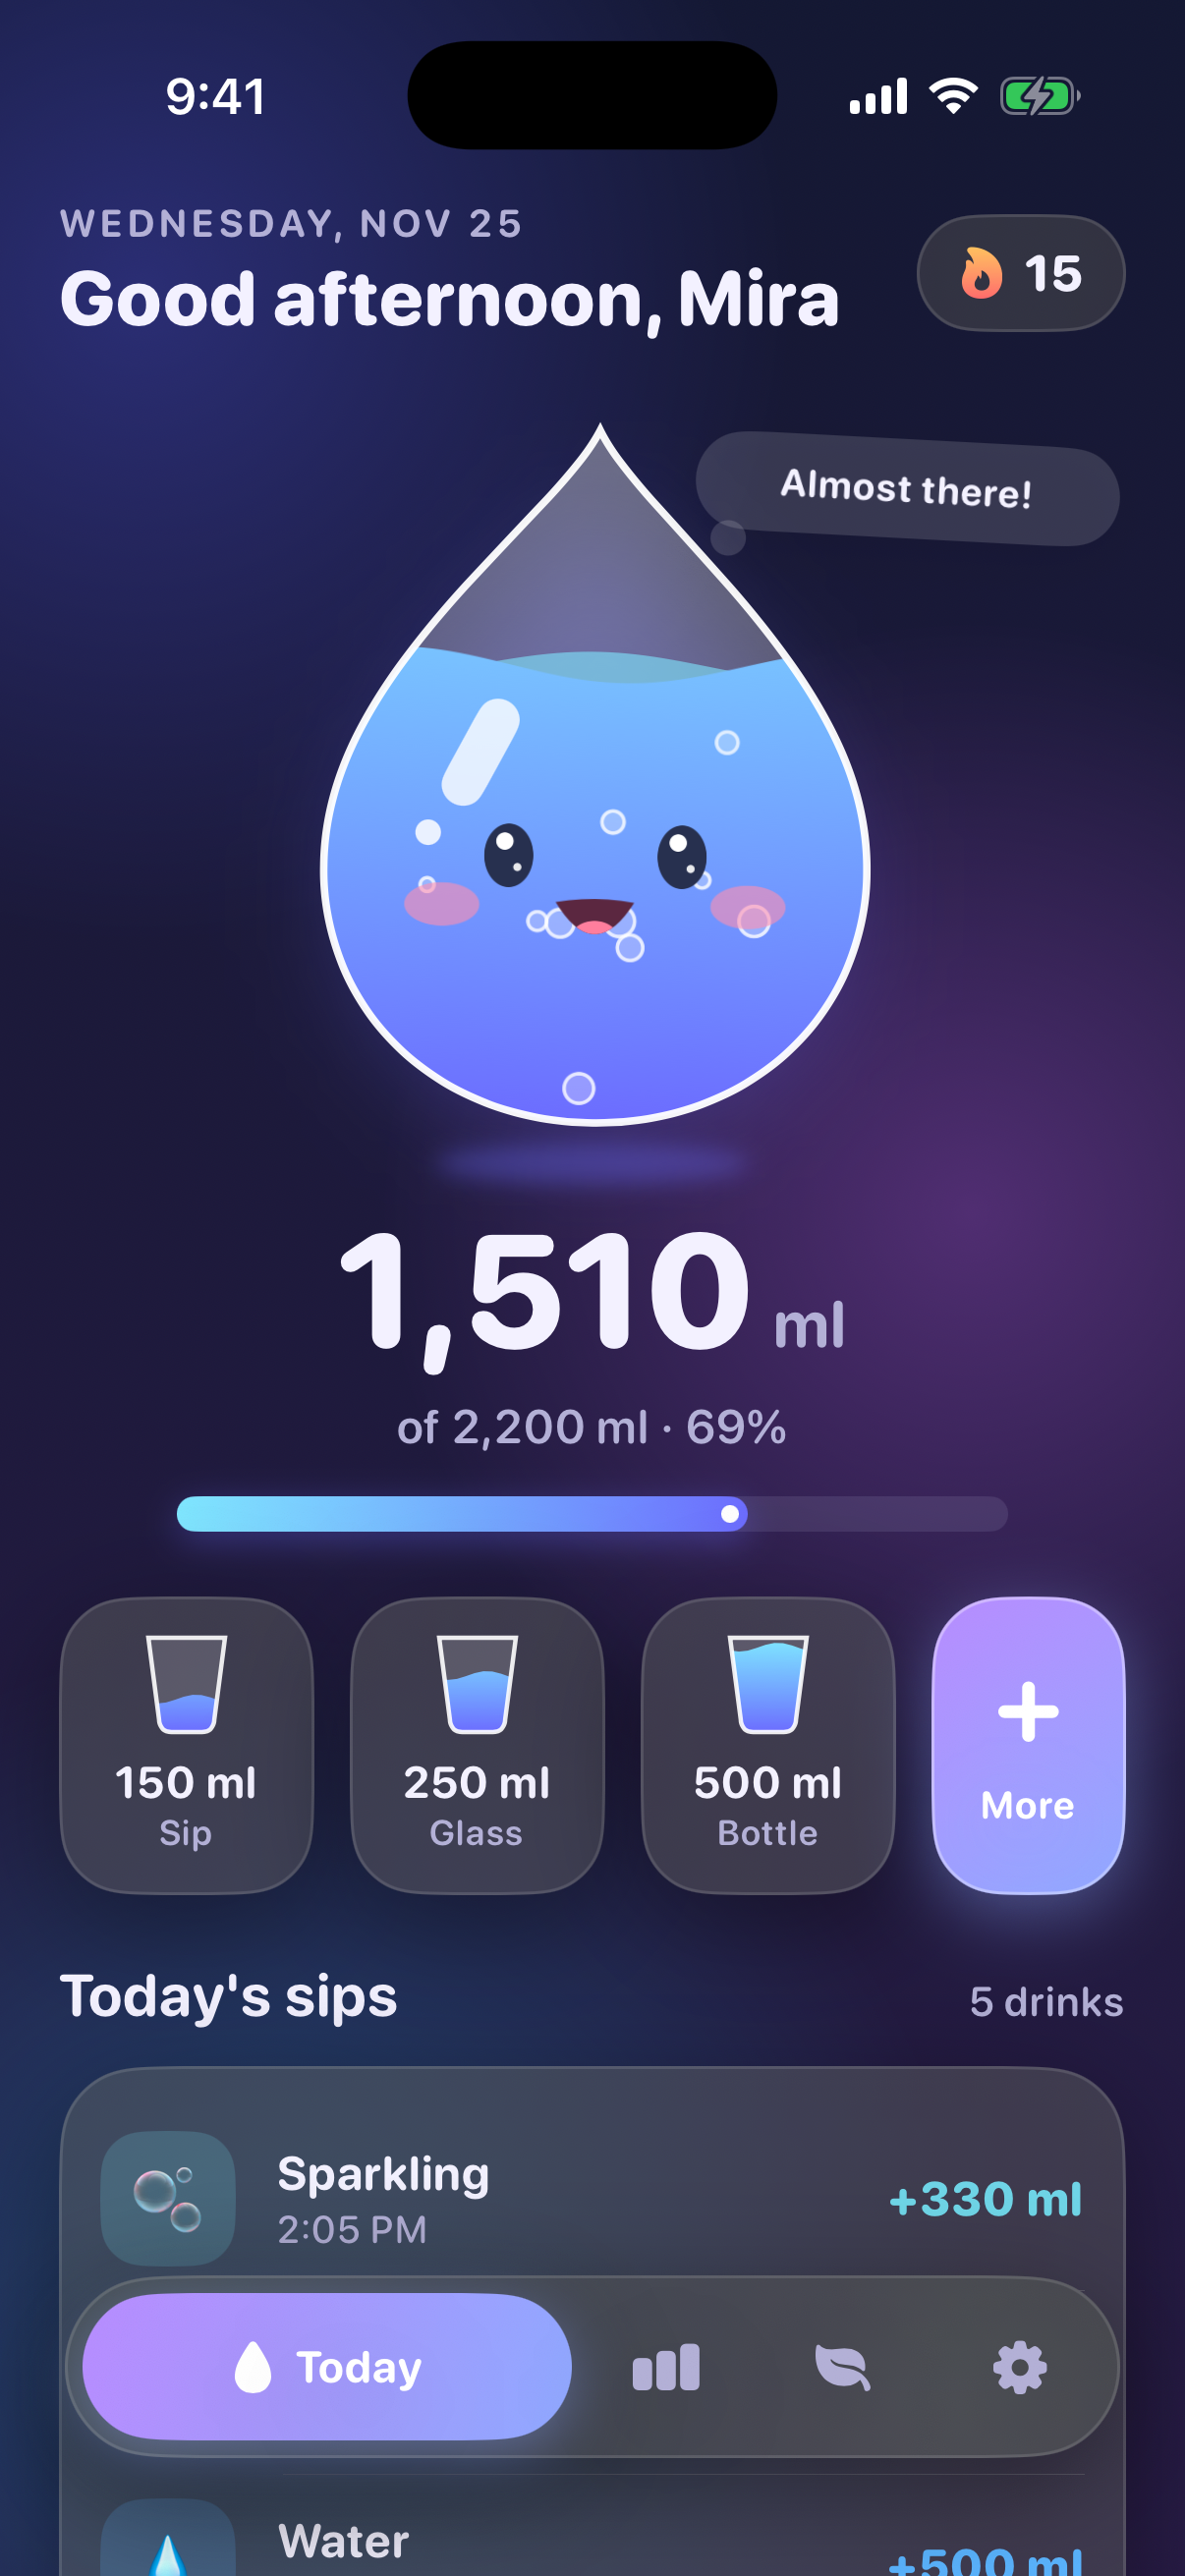 9:41
WEDNESDAY, NOV 25
Good afternoon, Mira
15
Almost there!
1,510 ml
of 2,200 ml · 69%
150 ml
Sip
250 ml
Glass
500 ml
Bottle
More
Today's sips
5 drinks
Sparkling
2:05 PM
+330 ml
Today
Water
+500 ml